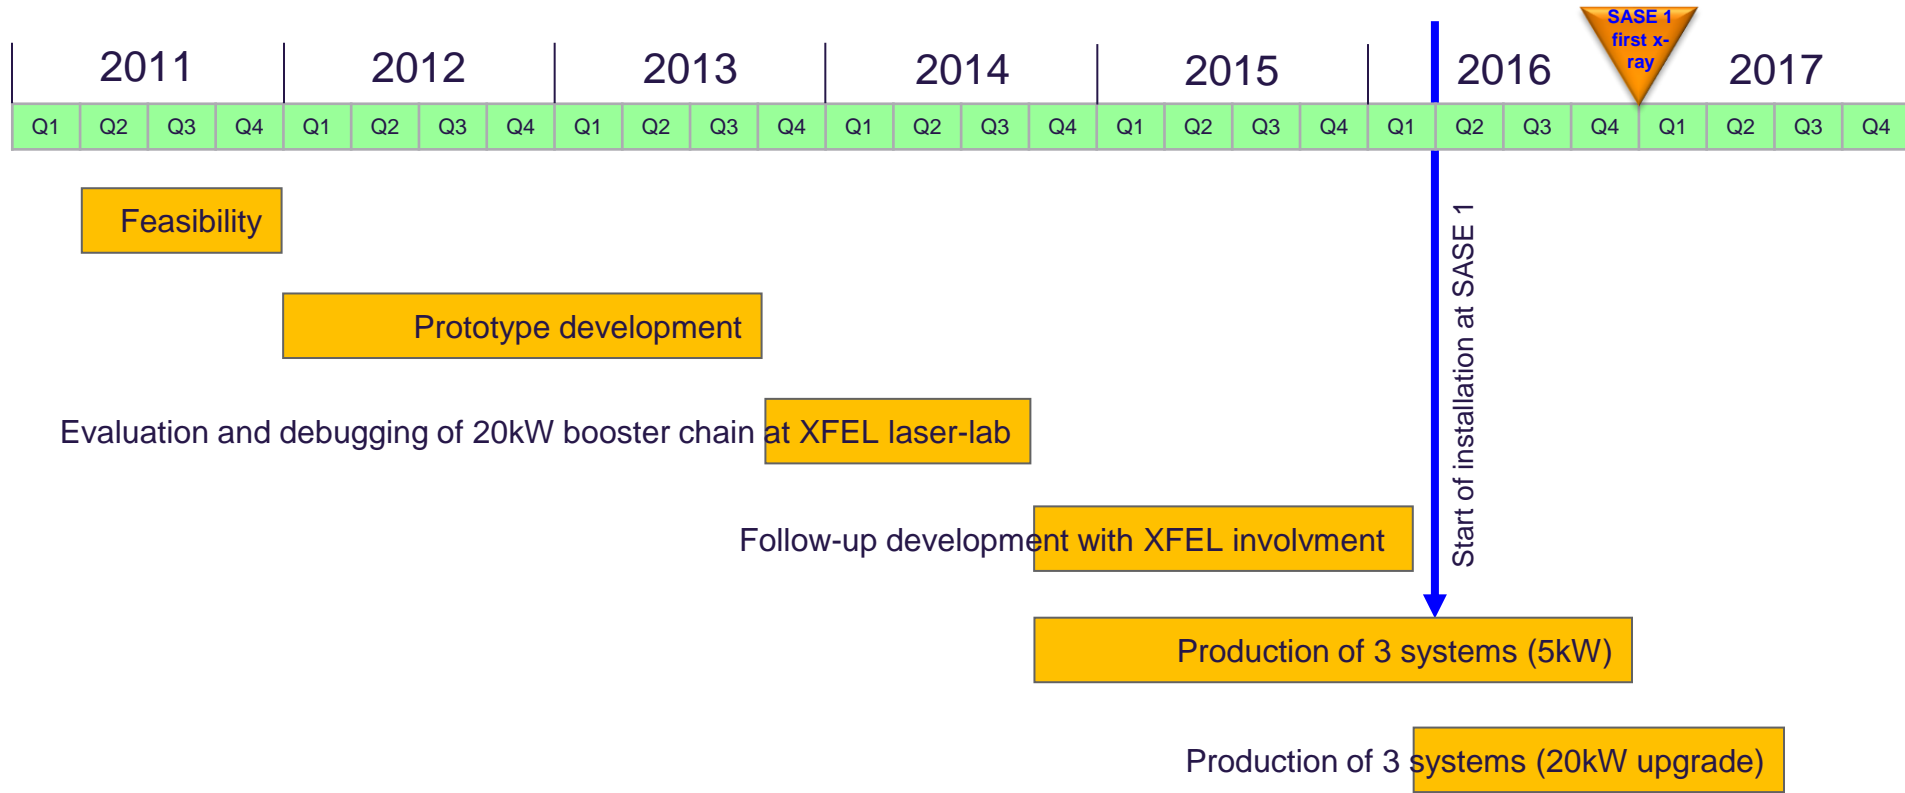 SASE 1
first x-
ray
2011 2012 2013 2014 2015 2016 2017
Q1 Q2 Q3 Q4 Q1 Q2 Q3 Q4 Q1 Q2 Q3 Q4 Q1 Q2 Q3 Q4 Q1 Q2 Q3 Q4 Q1 Q2 Q3 Q4 Q1 Q2 Q3 Q4
Feasibility
Start of installation at SASE 1
Prototype development
Evaluation and debugging of 20kW booster chain at XFEL laser-lab
Follow-up development with XFEL involvment
Production of 3 systems (5kW)
Production of 3 systems (20kW upgrade)